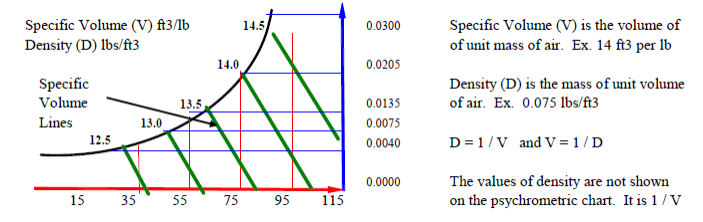 Specific Volume (V) ft3/lb
Density (D) lbs/ft3
Specific
Volume
Lines
12.5
13.0
13.5
14.0
14.5
0.0300
0.0205
0.0135
0.0075
0.0040
0.0000
15 35 55 75 95 115
Specific Volume (V) is the volume of
of unit mass of air. Ex. 14 ft3 per lb
Density (D) is the mass of unit volume
of air. Ex. 0.075 lbs/ft3
D = 1 / V and V = 1 / D
The values of density are not shown
on the psychrometric chart. It is 1 / V